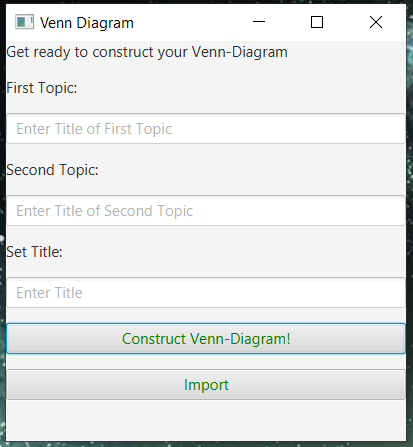 Venn Diagram
Get ready to construct your Venn-Diagram
First Topic:
Enter Title of First Topic
Second Topic:
Enter Title of Second Topic
Set Title:
Enter Title
Construct Venn-Diagram!
Import